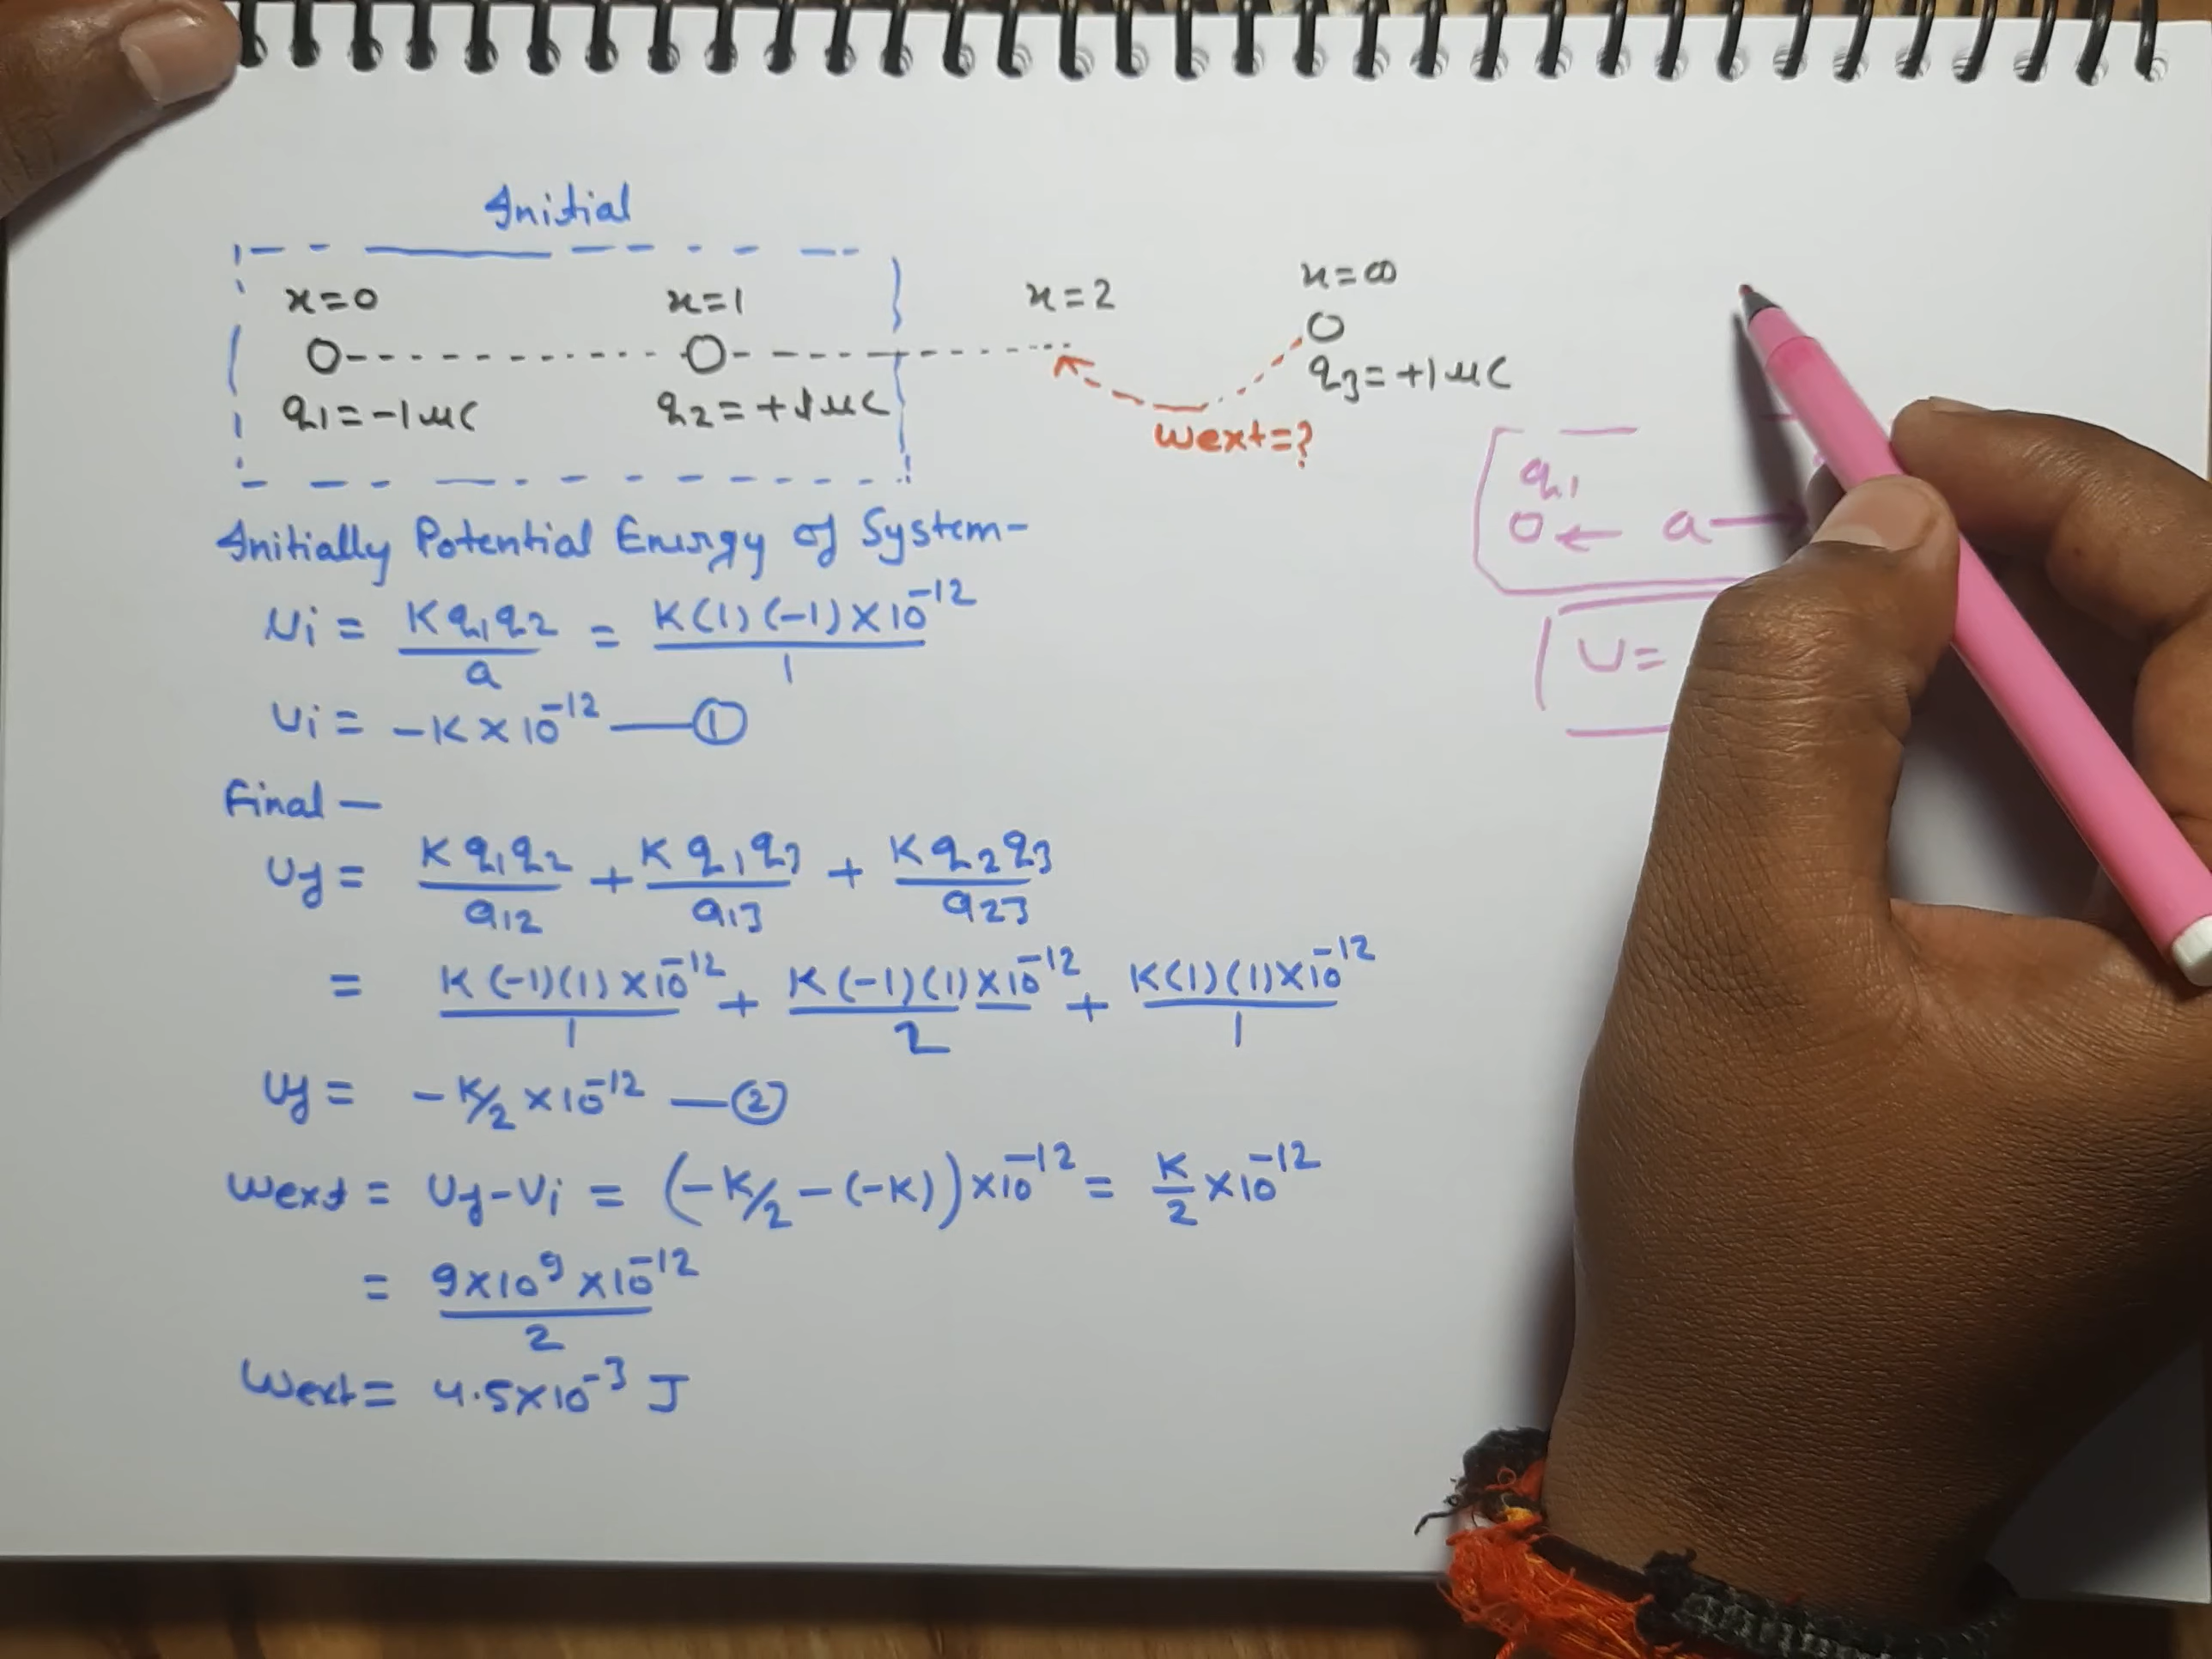 Initial
x=0 x=1 x=2 x=∞
q1=-1μC q2=+1μC q3=+1μC
Wext=?
q1
a
U=
Initially Potential Energy of System-
Ui = Kq1q2/a = K(1)(-1)×10^-12/1
Ui = -K×10^-12 —①
Final —
Uf = Kq1q2/a12 + Kq1q3/a13 + Kq2q3/a23
= K(-1)(1)×10^-12/1 + K(-1)(1)×10^-12/2 + K(1)(1)×10^-12/1
Uf = -K/2 ×10^-12 —②
Wext = Uf-Ui = (-K/2 -(-K))×10^-12 = K/2 ×10^-12
= 9×10^9×10^-12/2
Wext = 4.5×10^-3 J